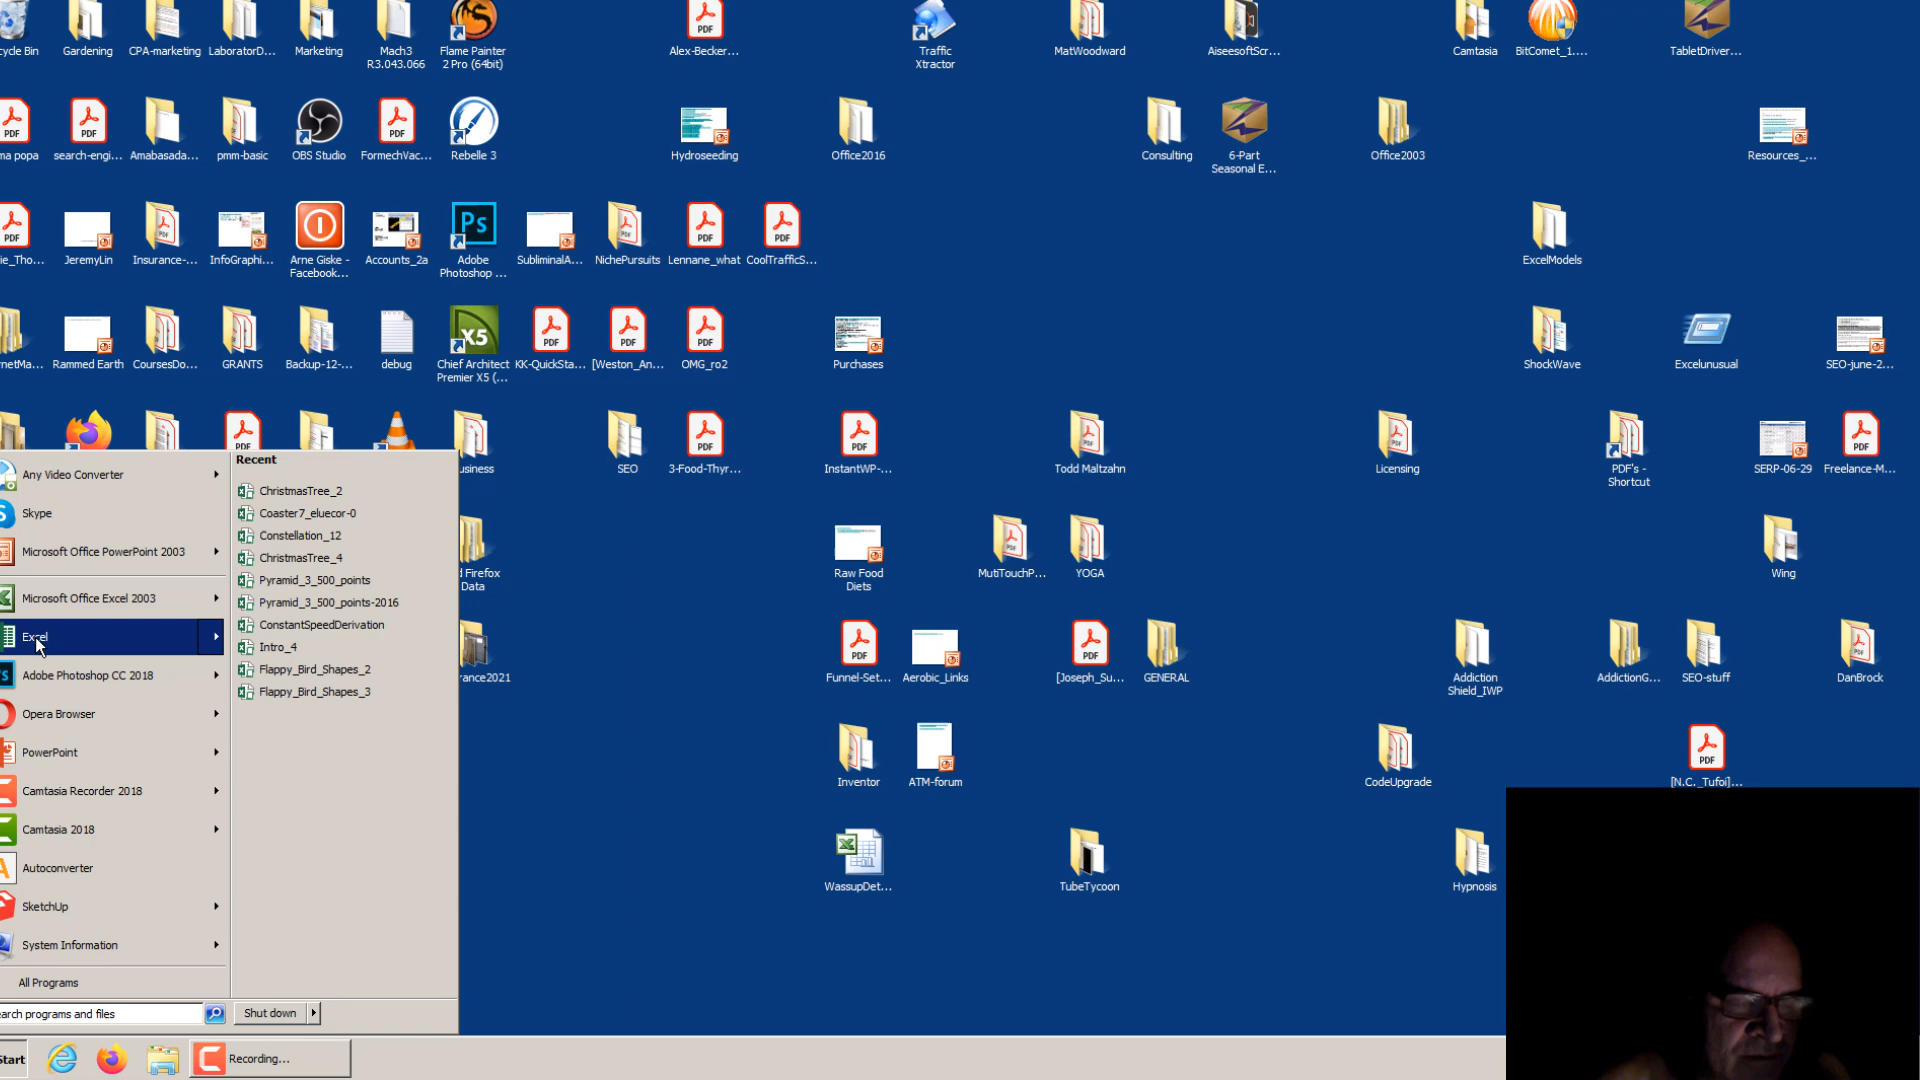 cycle Bin
Gardening
CPA-marketing
LaboratorD...
Marketing
Mach3
R3.043.066
Flame Painter
2 Pro (64bit)
Alex-Becker...
Traffic
Xtractor
MatWoodward
AiseesoftScr...
Camtasia
BitComet_1....
TabletDriver...
ma popa
search-engi...
Amabasada...
pmm-basic
OBS Studio
FormechVac...
Rebelle 3
Hydroseeding
Office2016
Consulting
6-Part
Seasonal E...
Office2003
Resources_...
ie_Tho...
JeremyLin
Insurance-...
InfoGraphi...
Arne Giske -
Facebook...
Accounts_2a
Adobe
Photoshop ...
SubliminalA...
NichePursuits
Lennane_what
CoolTrafficS...
ExcelModels
netMa...
Rammed Earth
CoursesDo...
GRANTS
Backup-12-...
debug
Chief Architect
Premier X5 (...
KK-QuickSta...
[Weston_An...
OMG_ro2
Purchases
ShockWave
Excelunusual
SEO-june-2...
usiness
SEO
3-Food-Thyr...
InstantWP-...
Todd Maltzahn
Licensing
PDF's -
Shortcut
SERP-06-29
Freelance-M...
d Firefox
Data
Raw Food
Diets
MutiTouchP...
YOGA
Wing
rance2021
Funnel-Set...
Aerobic_Links
[Joseph_Su...
GENERAL
Addiction
Shield_IWP
AddictionG...
SEO-stuff
DanBrock
Inventor
ATM-forum
CodeUpgrade
[N.C._Tufoi]...
WassupDet...
TubeTycoon
Hypnosis
Any Video Converter
Skype
Microsoft Office PowerPoint 2003
Microsoft Office Excel 2003
Excel
Adobe Photoshop CC 2018
Opera Browser
PowerPoint
Camtasia Recorder 2018
Camtasia 2018
Autoconverter
SketchUp
System Information
All Programs
earch programs and files
Shut down
Recent
ChristmasTree_2
Coaster7_eluecor-0
Constellation_12
ChristmasTree_4
Pyramid_3_500_points
Pyramid_3_500_points-2016
ConstantSpeedDerivation
Intro_4
Flappy_Bird_Shapes_2
Flappy_Bird_Shapes_3
Start
Recording...